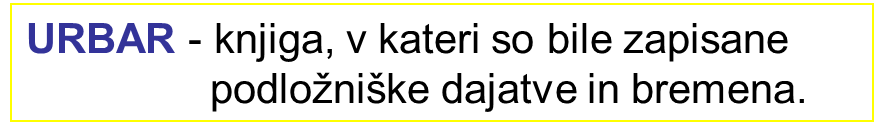 URBAR - knjiga, v kateri so bile zapisane
podložniške dajatve in bremena.